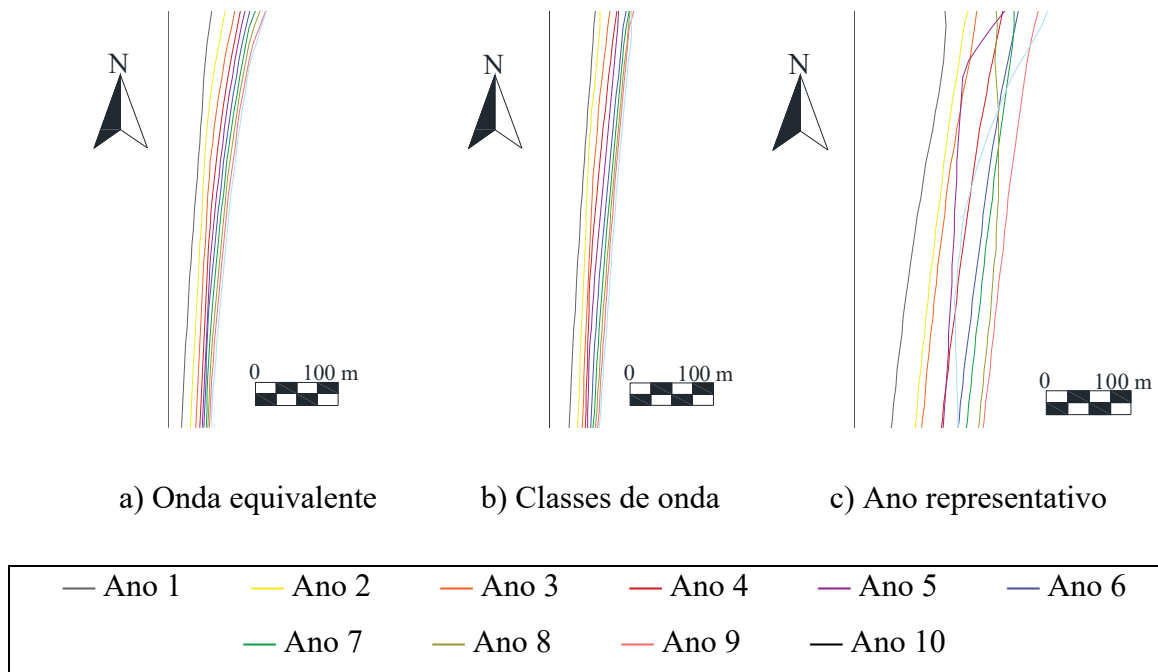 N N N
0 100 m 0 100 m 0 100 m
a) Onda equivalente b) Classes de onda c) Ano representativo
Ano 1 Ano 2 Ano 3 Ano 4 Ano 5 Ano 6
Ano 7 Ano 8 Ano 9 Ano 10